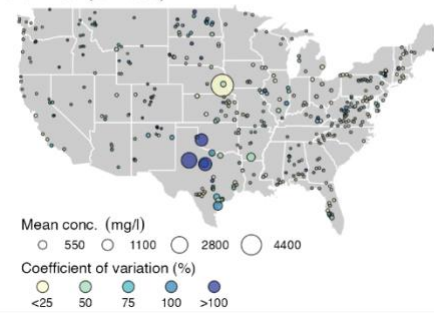 Mean conc. (mg/l)
550 1100 2800 4400
Coefficient of variation (%)
<25 50 75 100 >100